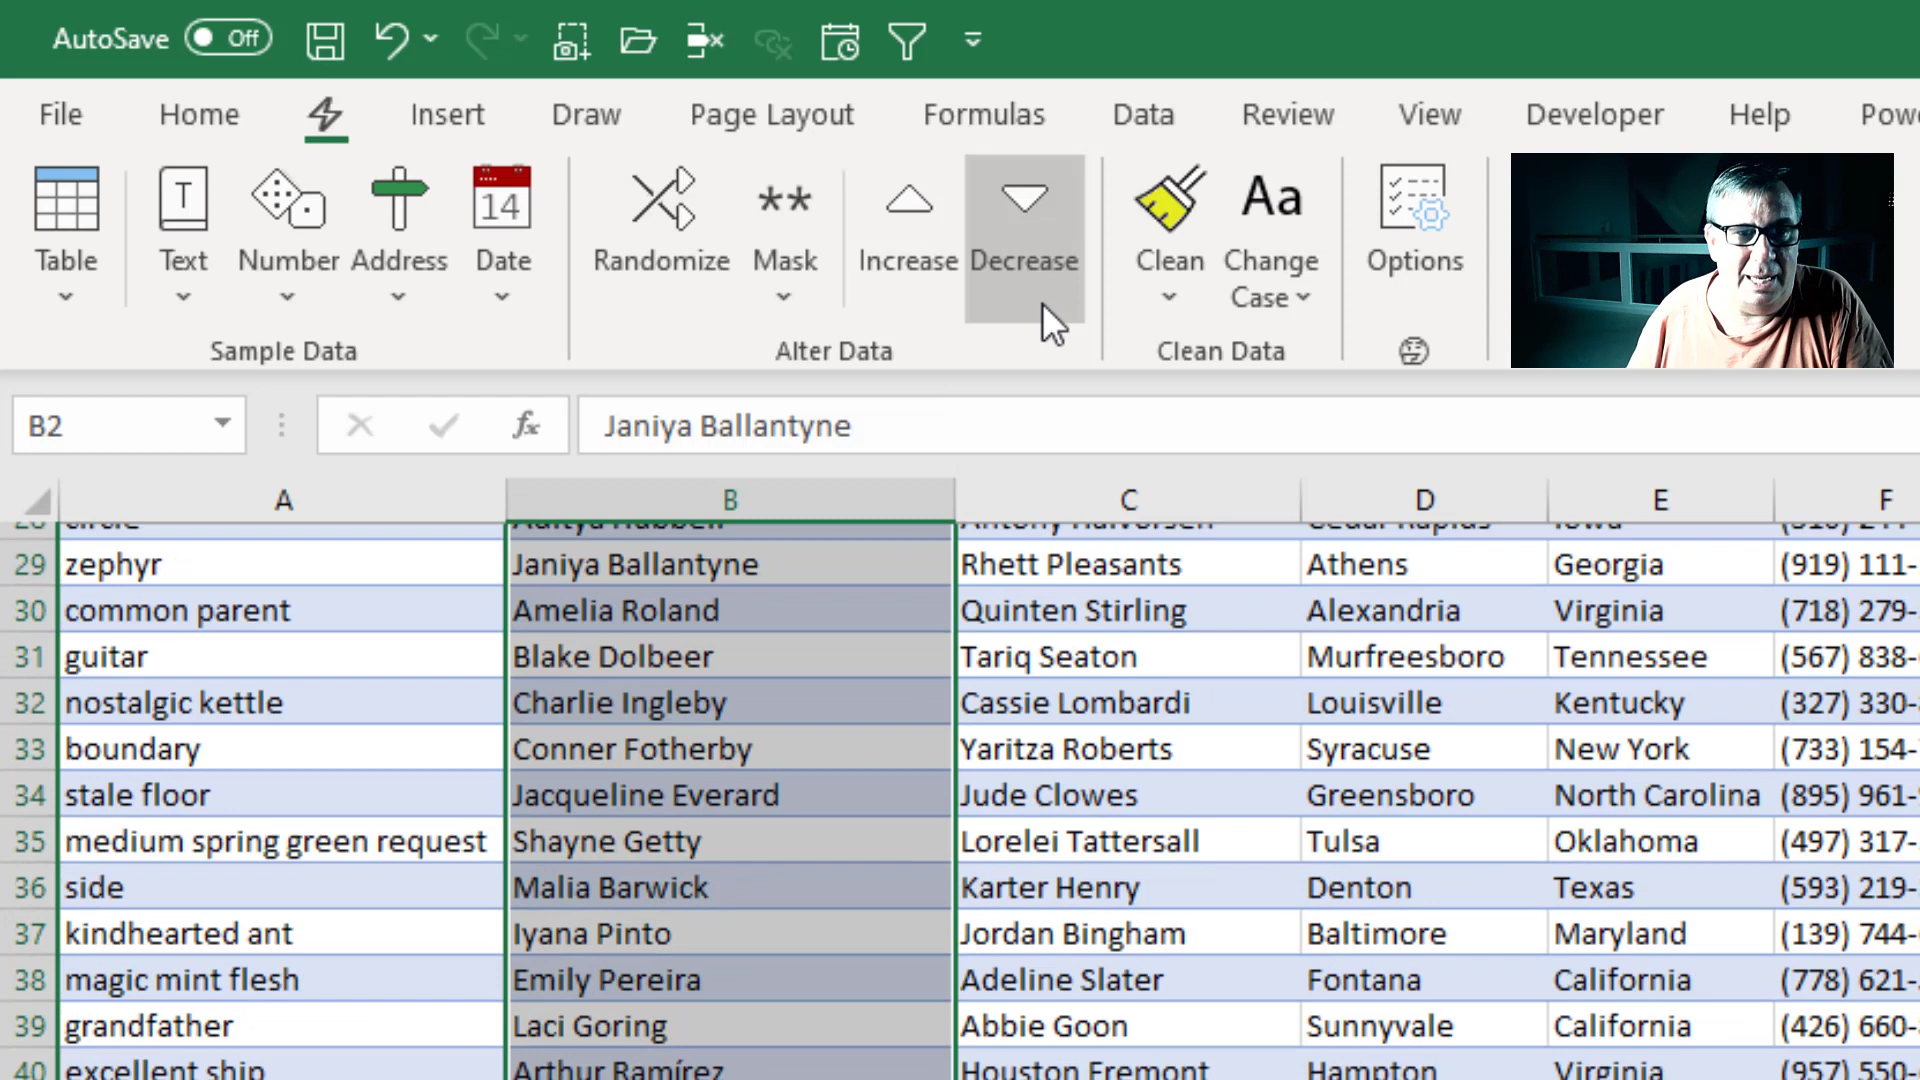 AutoSave Off
File Home Insert Draw Page Layout Formulas Data Review View Developer Help Powe
T 14 ** Aa
Table Text Number Address Date Randomize Mask Increase Decrease Clean Change Case Options
Sample Data Alter Data Clean Data
B2 fx Janiya Ballantyne
A B C D E F
29 zephyr Janiya Ballantyne Rhett Pleasants Athens Georgia (919) 111-
30 common parent Amelia Roland Quinten Stirling Alexandria Virginia (718) 279-
31 guitar Blake Dolbeer Tariq Seaton Murfreesboro Tennessee (567) 838-
32 nostalgic kettle Charlie Ingleby Cassie Lombardi Louisville Kentucky (327) 330-
33 boundary Conner Fotherby Yaritza Roberts Syracuse New York (733) 154-
34 stale floor Jacqueline Everard Jude Clowes Greensboro North Carolina (895) 961-
35 medium spring green request Shayne Getty Lorelei Tattersall Tulsa Oklahoma (497) 317-
36 side Malia Barwick Karter Henry Denton Texas (593) 219-
37 kindhearted ant Iyana Pinto Jordan Bingham Baltimore Maryland (139) 744-
38 magic mint flesh Emily Pereira Adeline Slater Fontana California (778) 621-
39 grandfather Laci Goring Abbie Goon Sunnyvale California (426) 660-
40 excellent ship Arthur Ramírez Houston Fremont Hampton Virginia (957) 550-